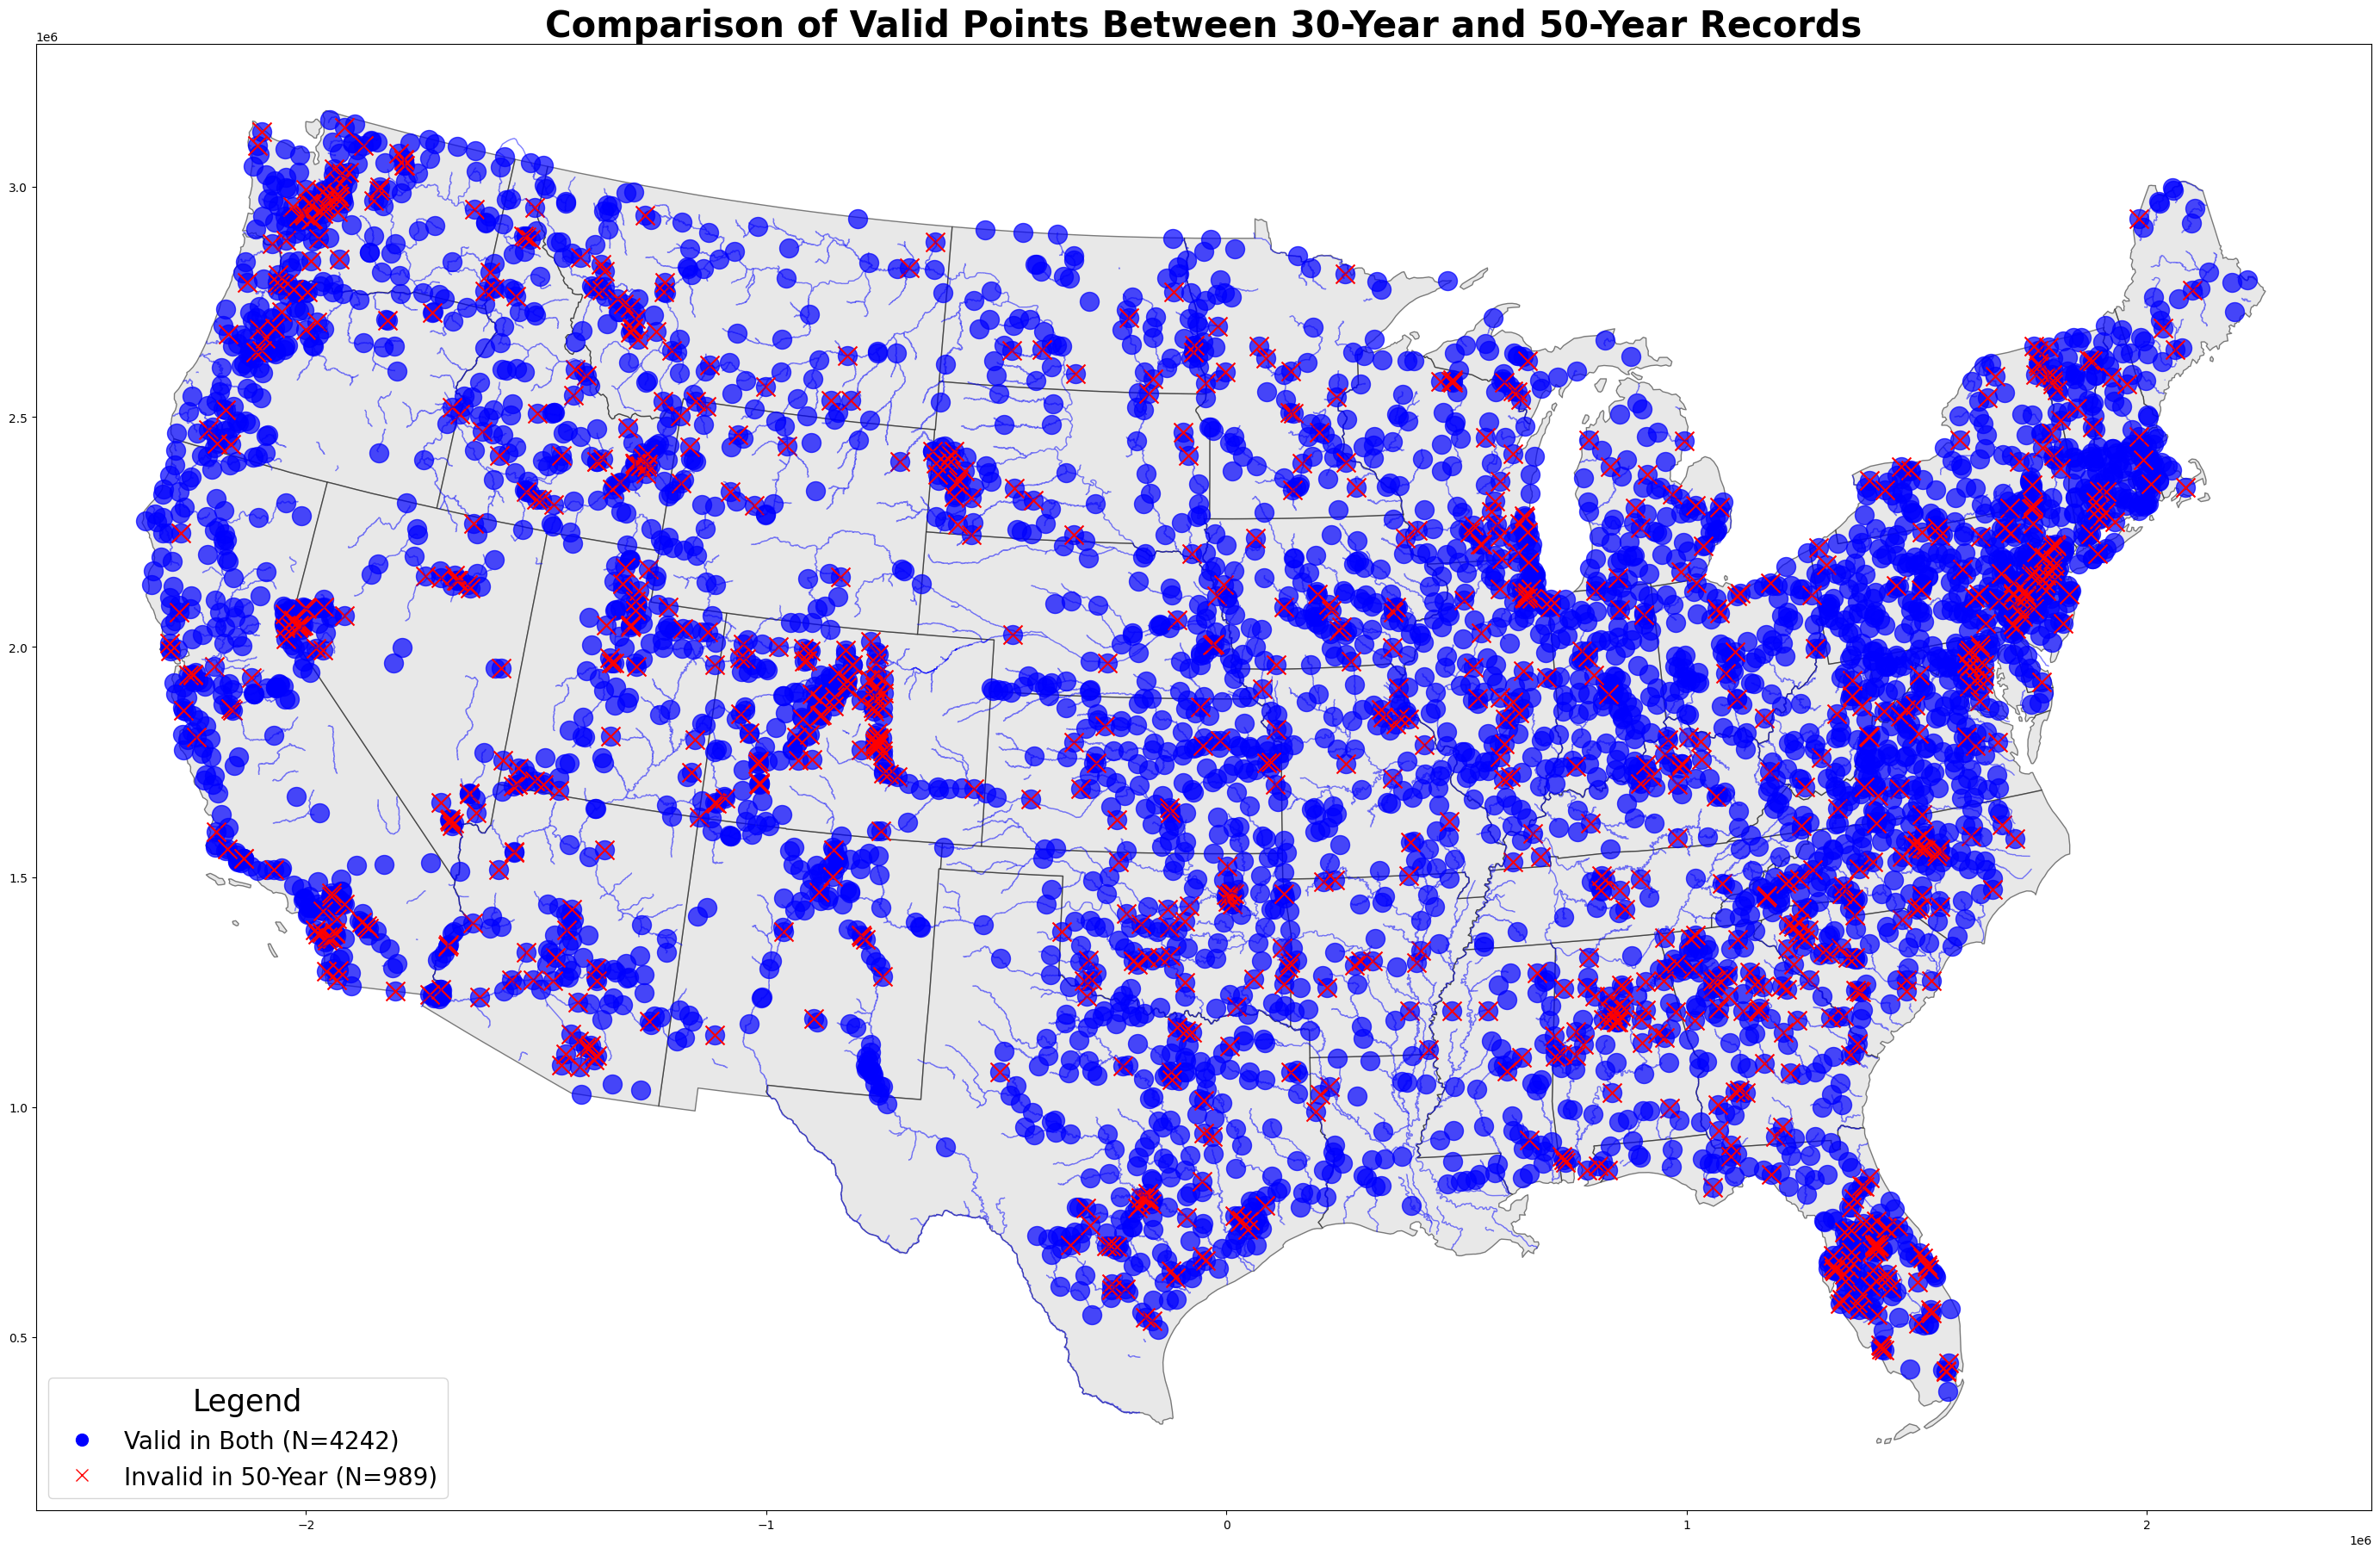 Comparison of Valid Points Between 30-Year and 50-Year Records
1e6
3.0
2.5
2.0
1.5
1.0
0.5
Legend
Valid in Both (N=4242)
Invalid in 50-Year (N=989)
−2 −1 0 1 2
1e6